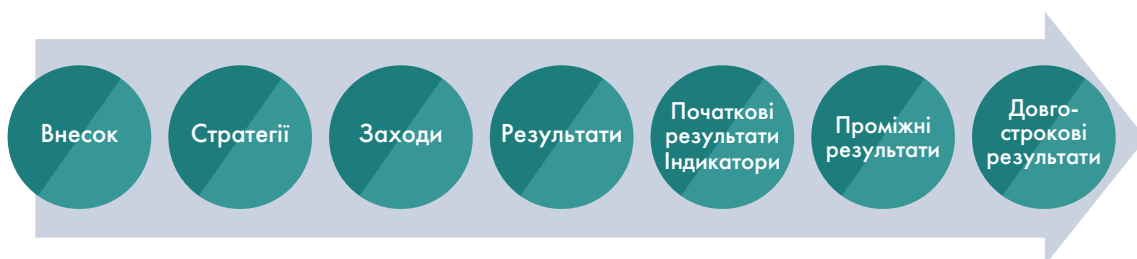 Внесок
Стратегії
Заходи
Результати
Початкові
результати
Індикатори
Проміжні
результати
Довго-
строкові
результати